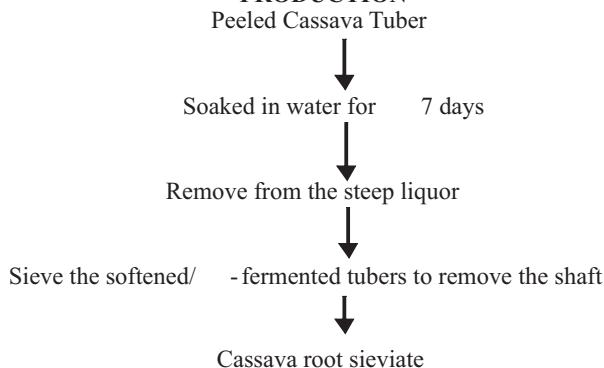 PRODUCTION
Peeled Cassava Tuber
Soaked in water for 7 days
Remove from the steep liquor
Sieve the softened/ -fermented tubers to remove the shaft
Cassava root sieviate